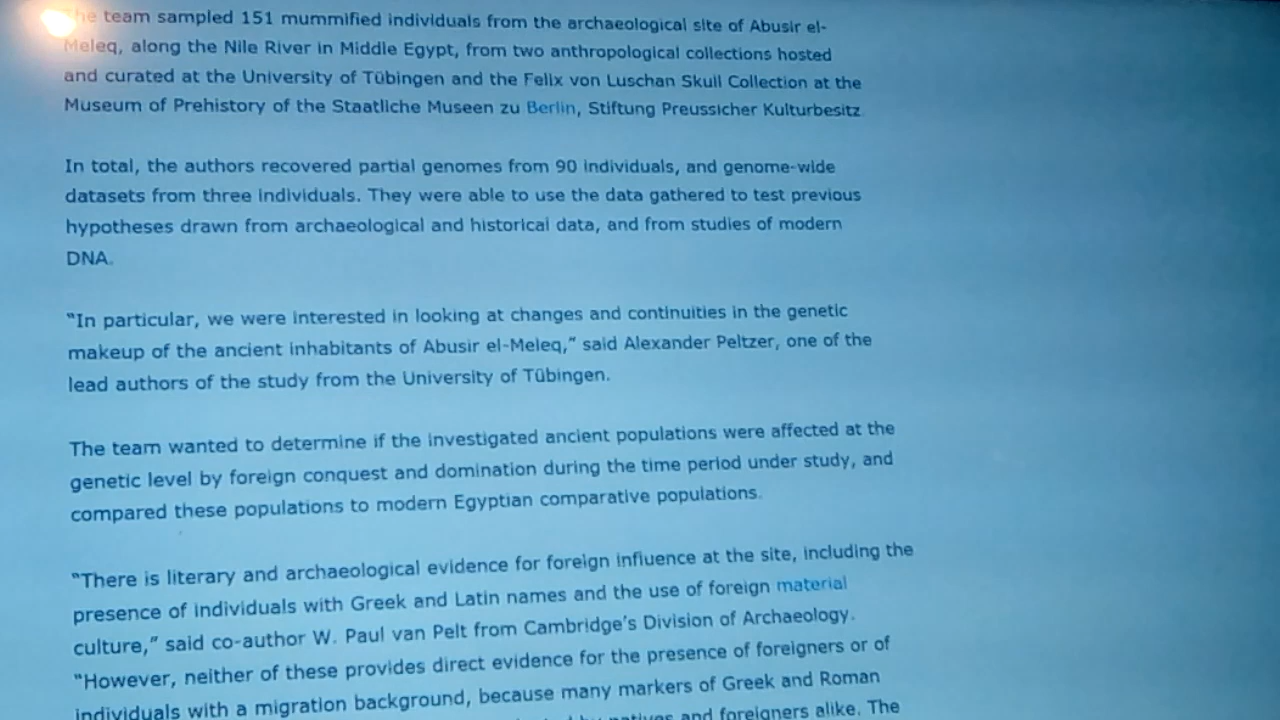 The team sampled 151 mummified individuals from the archaeological site of Abusir el-
Meleq, along the Nile River in Middle Egypt, from two anthropological collections hosted
and curated at the University of Tübingen and the Felix von Luschan Skull Collection at the
Museum of Prehistory of the Staatliche Museen zu Berlin, Stiftung Preussicher Kulturbesitz.
In total, the authors recovered partial genomes from 90 individuals, and genome-wide
datasets from three individuals. They were able to use the data gathered to test previous
hypotheses drawn from archaeological and historical data, and from studies of modern
DNA.
“In particular, we were interested in looking at changes and continuities in the genetic
makeup of the ancient inhabitants of Abusir el-Meleq,” said Alexander Peltzer, one of the
lead authors of the study from the University of Tübingen.
The team wanted to determine if the investigated ancient populations were affected at the
genetic level by foreign conquest and domination during the time period under study, and
compared these populations to modern Egyptian comparative populations.
“There is literary and archaeological evidence for foreign influence at the site, including the
presence of individuals with Greek and Latin names and the use of foreign material
culture,” said co-author W. Paul van Pelt from Cambridge’s Division of Archaeology.
“However, neither of these provides direct evidence for the presence of foreigners or of
individuals with a migration background, because many markers of Greek and Roman
by natives and foreigners alike. The